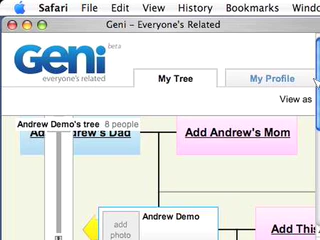 Safari File Edit View History Bookmarks
Geni - Everyone's Related
Geni beta
everyone's related
My Tree My Profile
View as
Andrew Demo's tree 8 people
Add Andrew's Dad Add Andrew's Mom
Andrew Demo
add
photo
Add